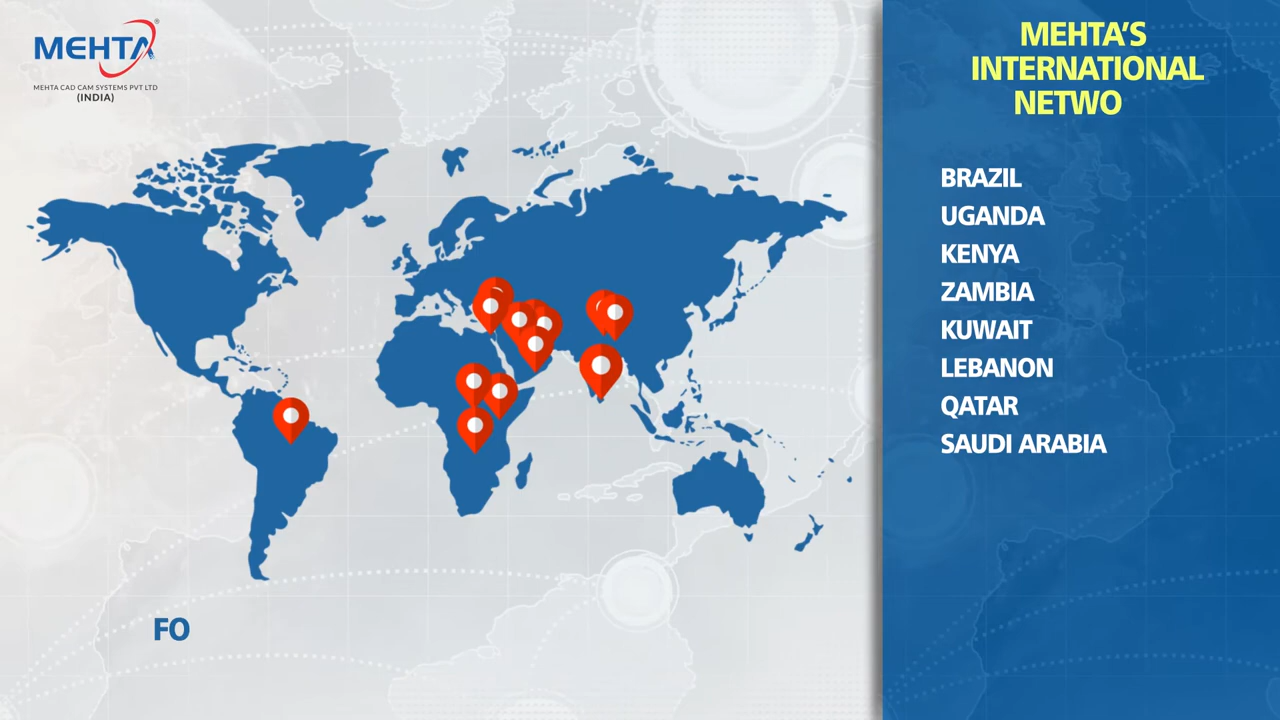 MEHTA®
MEHTA CAD CAM SYSTEMS PVT LTD
(INDIA)
FO
MEHTA'S
INTERNATIONAL
NETWO
BRAZIL
UGANDA
KENYA
ZAMBIA
KUWAIT
LEBANON
QATAR
SAUDI ARABIA